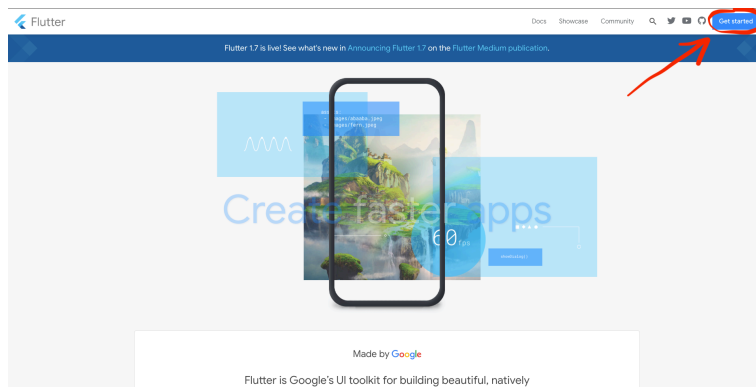 Flutter
Docs Showcase Community
Get started
Flutter 1.7 is live! See what's new in Announcing Flutter 1.7 on the Flutter Medium publication.
Create faster apps
60 fps
Made by Google
Flutter is Google's UI toolkit for building beautiful, natively